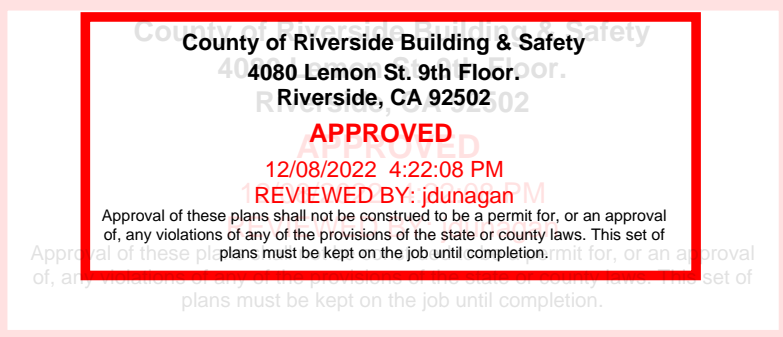 County of Riverside Building & Safety
4080 Lemon St. 9th Floor.
Riverside, CA 92502
APPROVED
12/08/2022 4:22:08 PM
REVIEWED BY: jdunagan
Approval of these plans shall not be construed to be a permit for, or an approval
of, any violations of any of the provisions of the state or county laws. This set of
plans must be kept on the job until completion.